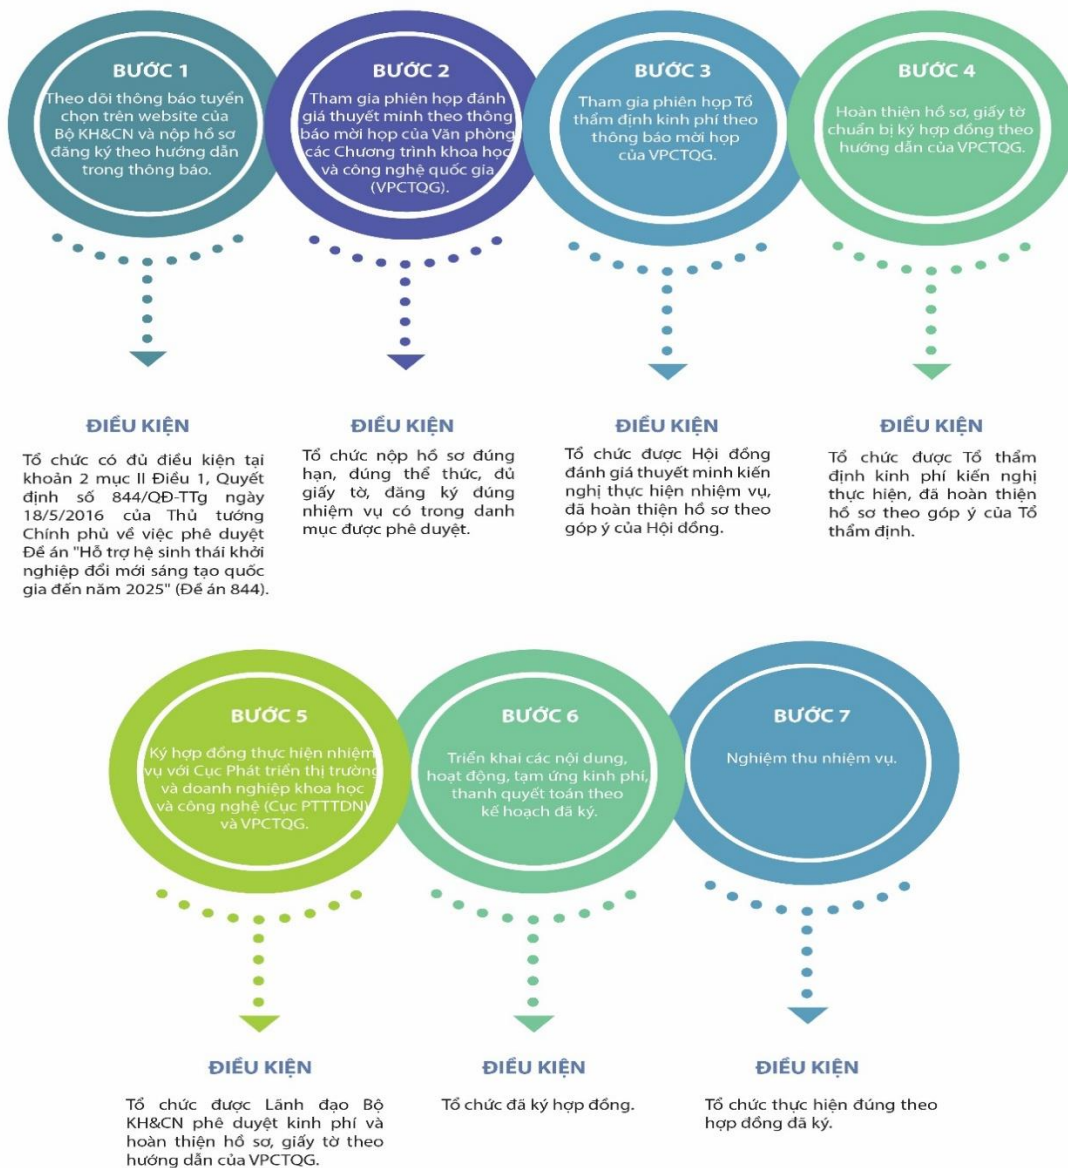 BƯỚC 1
Theo dõi thông báo tuyển
chọn trên website của
Bộ KH&CN và nộp hồ sơ
đăng ký theo hướng dẫn
trong thông báo.
BƯỚC 2
Tham gia phiên họp đánh
giá thuyết minh theo thông
báo mời họp của Văn phòng
các Chương trình khoa học
và công nghệ quốc gía
(VPCTQG).
BƯỚC 3
Tham gia phiên họp Tổ
thẩm định kinh phí theo
thông báo mời họp
của VPCTQG.
BƯỚC 4
Hoàn thiện hồ sơ, giấy tờ
chuẩn bị ký hợp đồng theo
hướng dẫn của VPCTQG.
ĐIỀU KIỆN
Tổ chức có đủ điều kiện tại
khoản 2 mục II Điều 1, Quyết
định số 844/QĐ-TTg ngày
18/5/2016 của Thủ tướng
Chính phủ về việc phê duyệt
Đề án "Hỗ trợ hệ sinh thái khởi
nghiệp đổi mới sáng tạo quốc
gia đến năm 2025" (Đề án 844).
ĐIỀU KIỆN
Tổ chức nộp hồ sơ đúng
hạn, đúng thể thức, đủ
giấy tờ, đăng ký đúng
nhiệm vụ có trong danh
mục được phê duyệt.
ĐIỀU KIỆN
Tổ chức được Hội đồng
đánh giá thuyết minh kiến
nghị thực hiện nhiệm vụ,
đã hoàn thiện hồ sơ theo
góp ý của Hội dồng.
ĐIỀU KIỆN
Tổ chức được Tổ thẩm
định kinh phí kiến nghị
thực hiện, đã hoàn thiện
hồ sơ theo góp ý của Tổ
thẩm định.
BƯỚC 5
Ký hợp đồng thực hiện nhiệm
vụ với Cục Phát triển thị trường
và doanh nghiệp khoa học
và công nghệ (Cục PTTTDN)
và VPCTQG.
BƯỚC 6
Triển khai các nội dung,
hoạt động, tạm ứng kinh phí,
thanh quyết toán theo
kế hoạch đã ký.
BƯỚC 7
Nghiệm thu nhiệm vụ.
ĐIỀU KIỆN
Tổ chức được Lãnh đạo Bộ
KH&CN phê duyệt kinh phí và
hoàn thiện hồ sơ, giấy tờ theo
hướng dẫn của VPCTQG.
ĐIỀU KIỆN
Tổ chức đã ký hợp đồng.
ĐIỀU KIỆN
Tổ chức thực hiện đúng theo
hợp đồng đã ký.